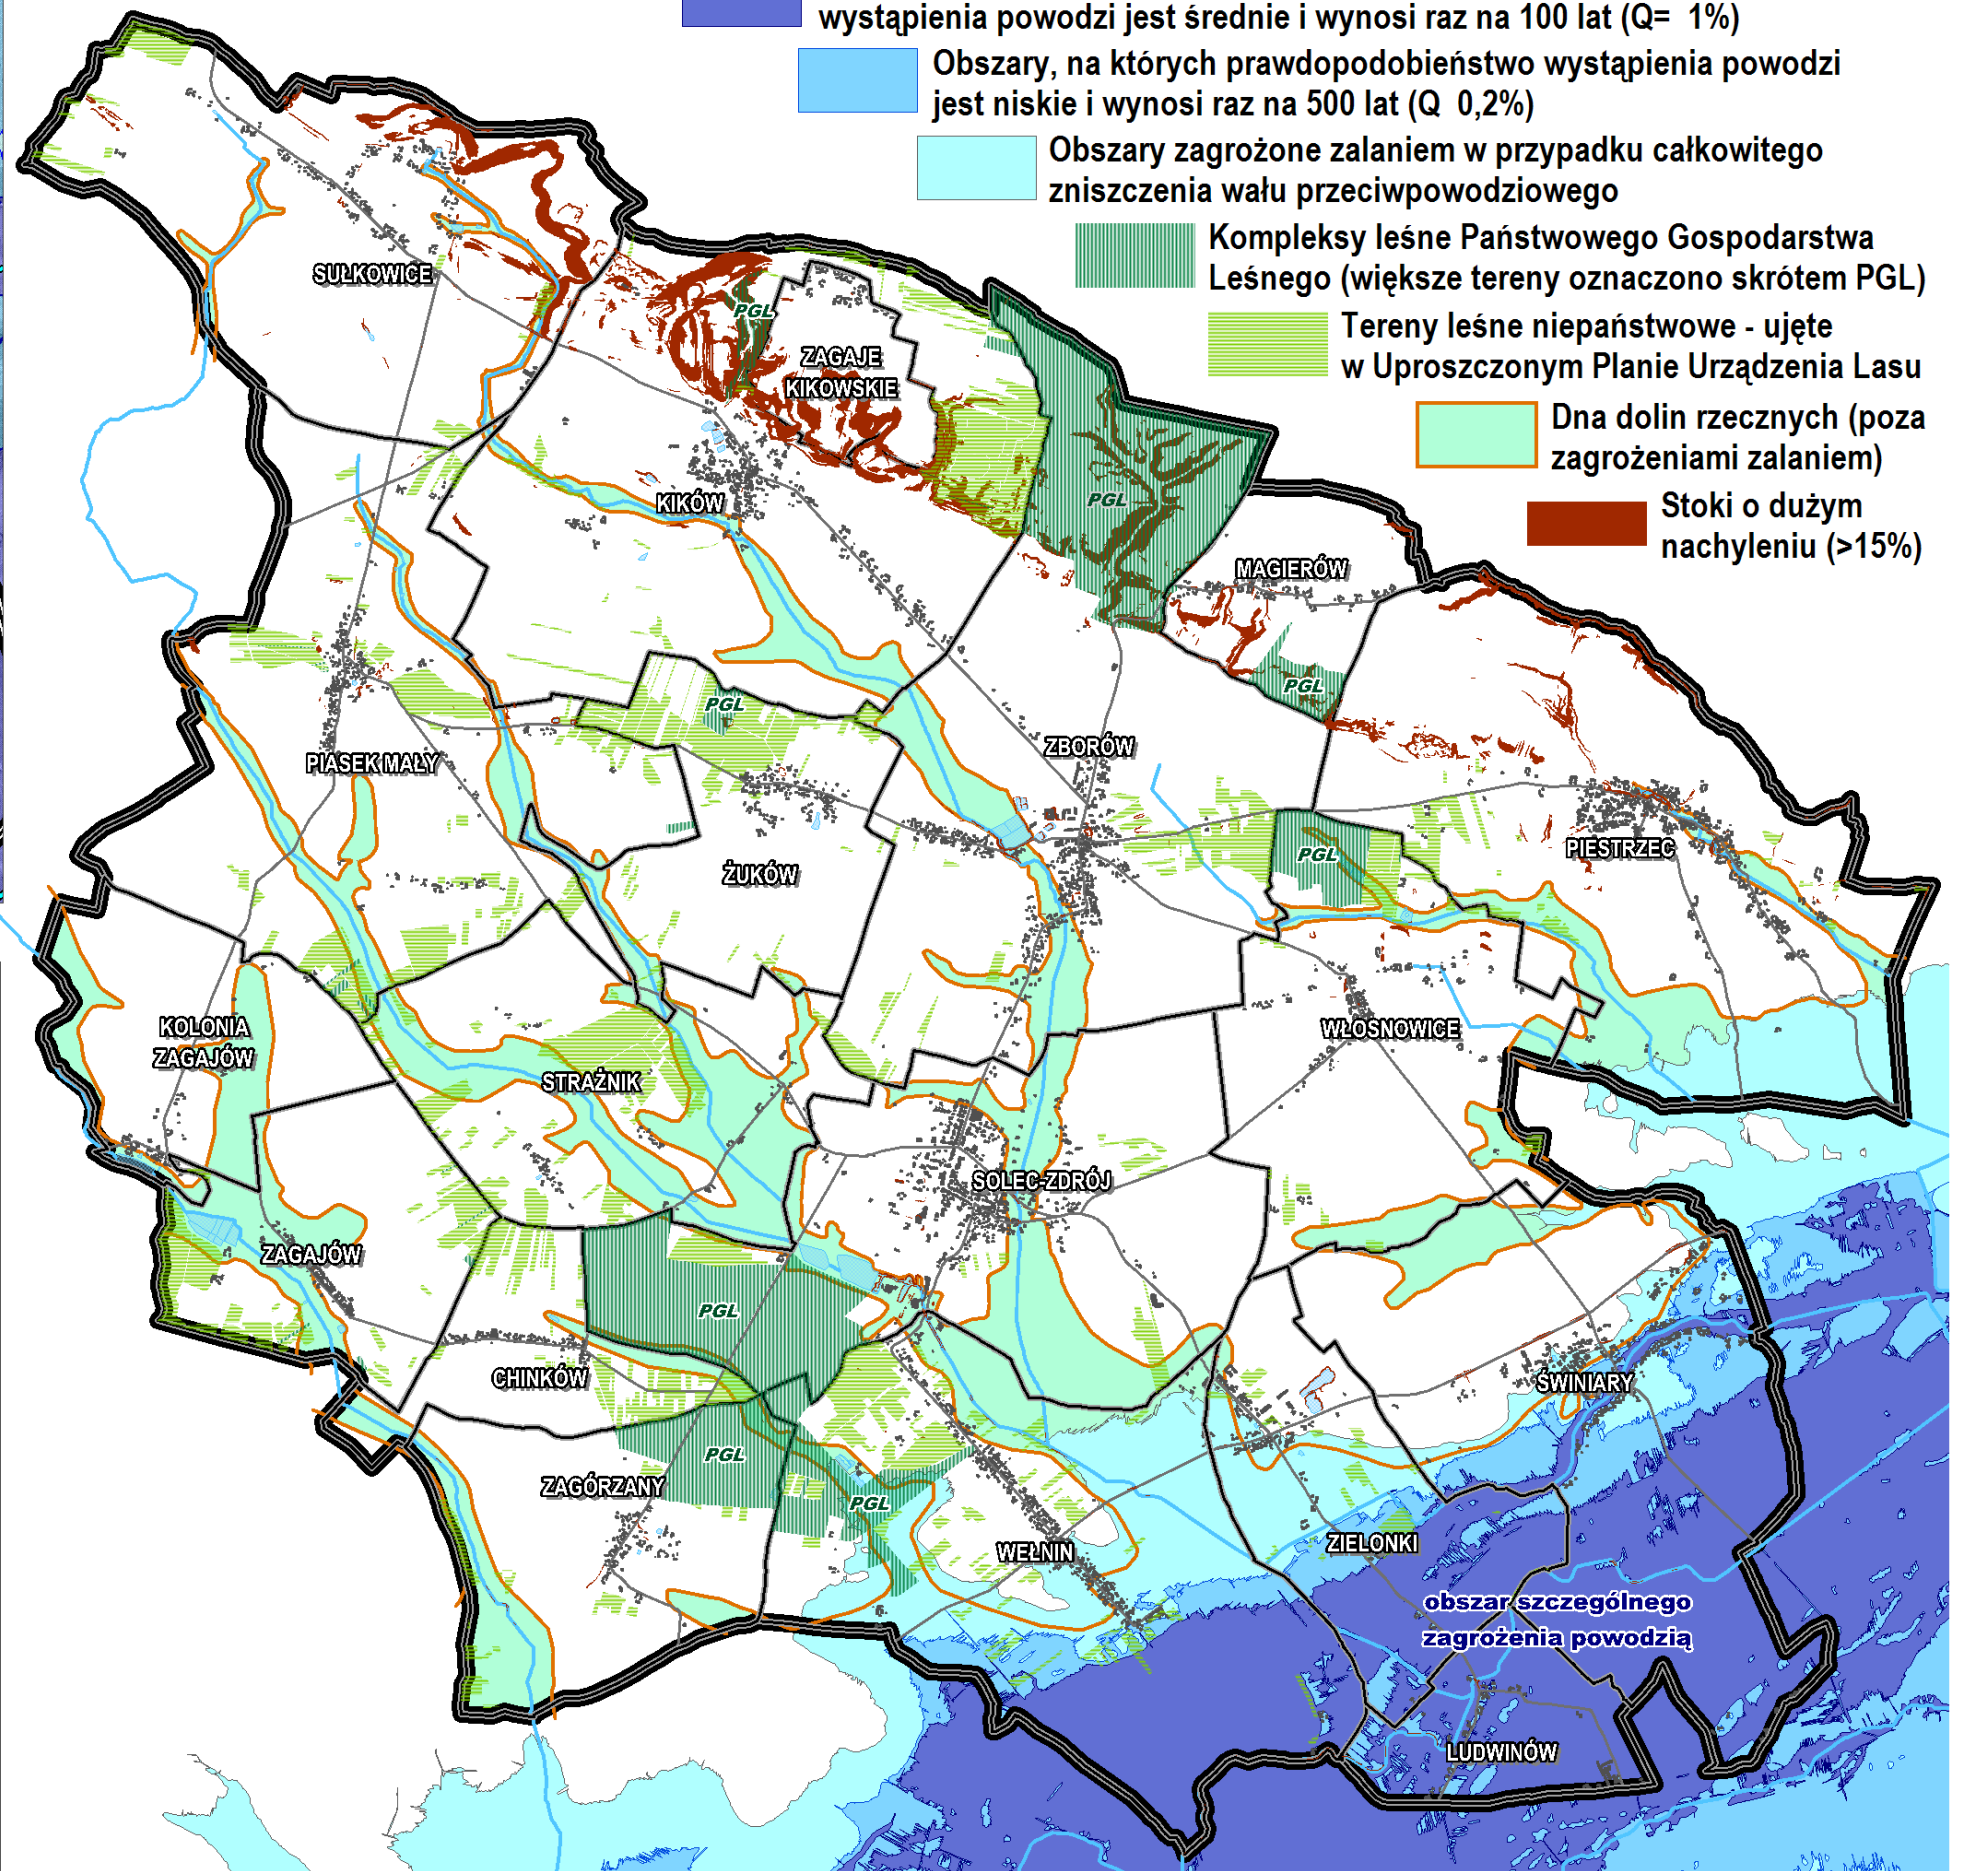 wystąpienia powodzi jest średnie i wynosi raz na 100 lat (Q= 1%)
Obszary, na których prawdopodobieństwo wystąpienia powodzi
jest niskie i wynosi raz na 500 lat (Q 0,2%)
Obszary zagrożone zalaniem w przypadku całkowitego
zniszczenia wału przeciwpowodziowego
Kompleksy leśne Państwowego Gospodarstwa
Leśnego (większe tereny oznaczono skrótem PGL)
Tereny leśne niepaństwowe - ujęte
w Uproszczonym Planie Urządzenia Lasu
Dna dolin rzecznych (poza
zagrożeniami zalaniem)
Stoki o dużym
nachyleniu (>15%)
SUŁKOWICE
PGL
ZAGAJE
KIKOWSKIE
KIKÓW
PGL
MAGIERÓW
PGL
PGL
ZBORÓW
PIASEK MAŁY
PIESTRZEC
PGL
ŻUKÓW
KOLONIA
ZAGAJÓW
WŁOSNOWICE
STRAŻNIK
SOLEC-ZDRÓJ
ZAGAJÓW
PGL
CHINKÓW
ŚWINIARY
PGL
ZAGÓRZANY
PGL
WEŁNIN
ZIELONKI
obszar szczególnego
zagrożenia powodzią
LUDWINÓW